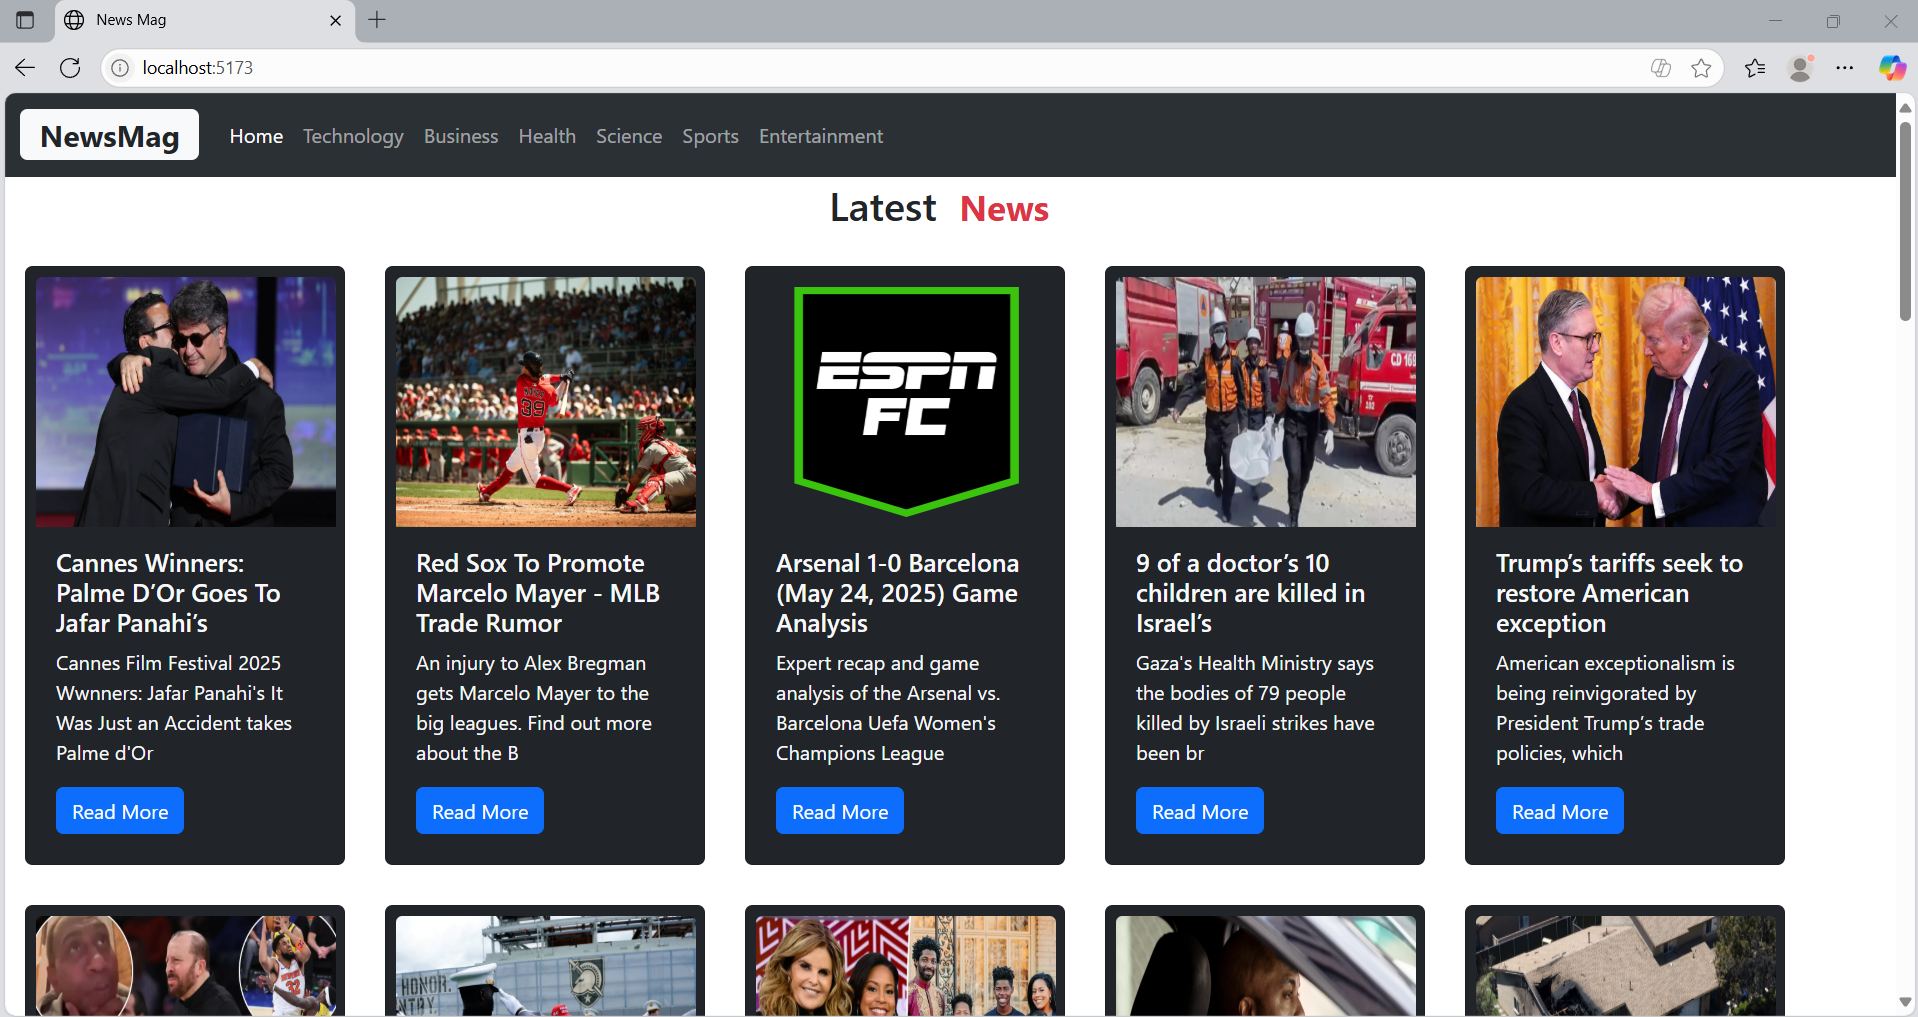 News Mag
localhost:5173
NewsMag
Home Technology Business Health Science Sports Entertainment
Latest News
39
ESPN
FC
CD 169
202
Cannes Winners:
Palme D’Or Goes To
Jafar Panahi’s
Cannes Film Festival 2025
Wwnners: Jafar Panahi's It
Was Just an Accident takes
Palme d'Or
Read More
Red Sox To Promote
Marcelo Mayer - MLB
Trade Rumor
An injury to Alex Bregman
gets Marcelo Mayer to the
big leagues. Find out more
about the B
Read More
Arsenal 1-0 Barcelona
(May 24, 2025) Game
Analysis
Expert recap and game
analysis of the Arsenal vs.
Barcelona Uefa Women's
Champions League
Read More
9 of a doctor’s 10
children are killed in
Israel’s
Gaza's Health Ministry says
the bodies of 79 people
killed by Israeli strikes have
been br
Read More
Trump’s tariffs seek to
restore American
exception
American exceptionalism is
being reinvigorated by
President Trump’s trade
policies, which
Read More
32
HONOR.